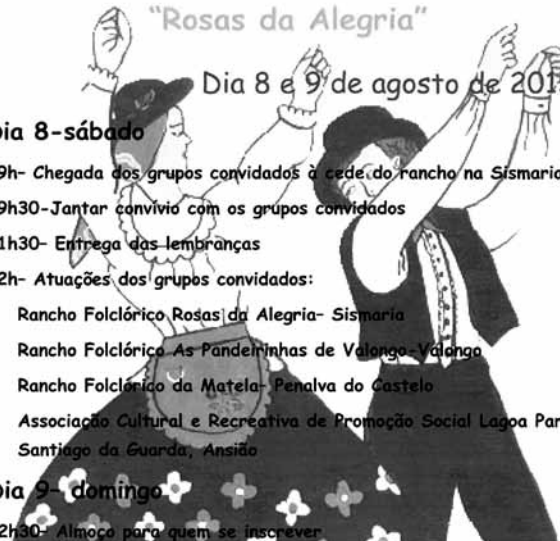 "Rosas da Alegria"
Dia 8 e 9 de agosto de 201
ia 8-sábado
9h- Chegada dos grupos convidados à cede do rancho na Sismaria
9h30-Jantar convívio com os grupos convidados
1h30- Entrega das lembranças
2h- Atuações dos grupos convidados:
Rancho Folclórico Rosas da Alegria- Sismaria
Rancho Folclórico As Pandeirinhas de Valongo-Valongo
Rancho Folclórico da Matela- Penalva do Castelo
Associação Cultural e Recreativa de Promoção Social Lagoa Par
Santiago da Guarda, Ansião
ia 9- domingo
2h30- Almoço para quem se inscrever